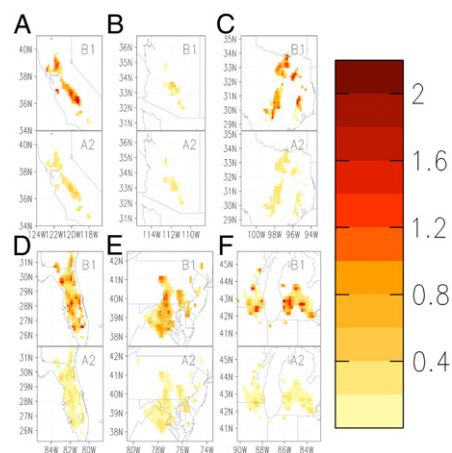 A B C
B1 B1 B1
40N 38N 36N 34N
36N 35N 34N 33N 32N 31N
35N 34N 33N 32N 31N 30N 29N
A2 A2 A2
40N 38N 36N 34N
36N 35N 34N 33N 32N 31N
35N 34N 33N 32N 31N 30N 29N
124W 122W 120W 118W
114W 112W 110W
100W 98W 96W 94W
D E F
B1 B1 B1
31N 30N 29N 28N 27N 26N
42N 41N 40N 39N 38N
45N 44N 43N 42N 41N
A2 A2 A2
31N 30N 29N 28N 27N 26N
42N 41N 40N 39N 38N
45N 44N 43N 42N 41N
84W 82W 80W
80W 78W 76W 74W
90W 88W 86W 84W
2
1.6
1.2
0.8
0.4